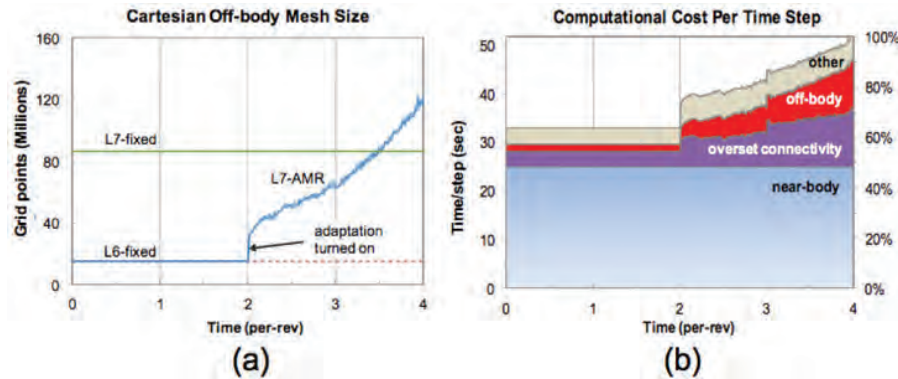 Cartesian Off-body Mesh Size
160
120
80
40
0
Grid points (Millions)
L7-fixed
L7-AMR
L6-fixed
adaptation
turned on
0 1 2 3 4
Time (per-rev)
(a)
Computational Cost Per Time Step
50
40
30
20
10
0
Time/step (sec)
other
off-body
overset connectivity
near-body
100%
80%
60%
40%
20%
0%
0 1 2 3 4
Time (per-rev)
(b)